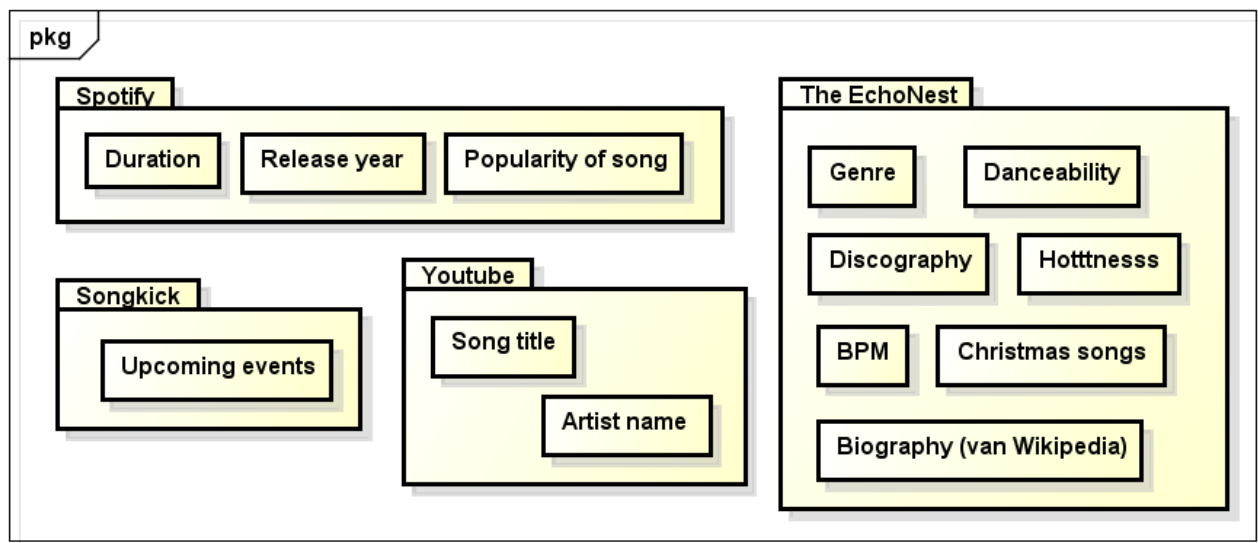 pkg
Spotify
Duration
Release year
Popularity of song
The EchoNest
Genre
Danceability
Discography
Hotttnesss
BPM
Christmas songs
Biography (van Wikipedia)
Songkick
Upcoming events
Youtube
Song title
Artist name